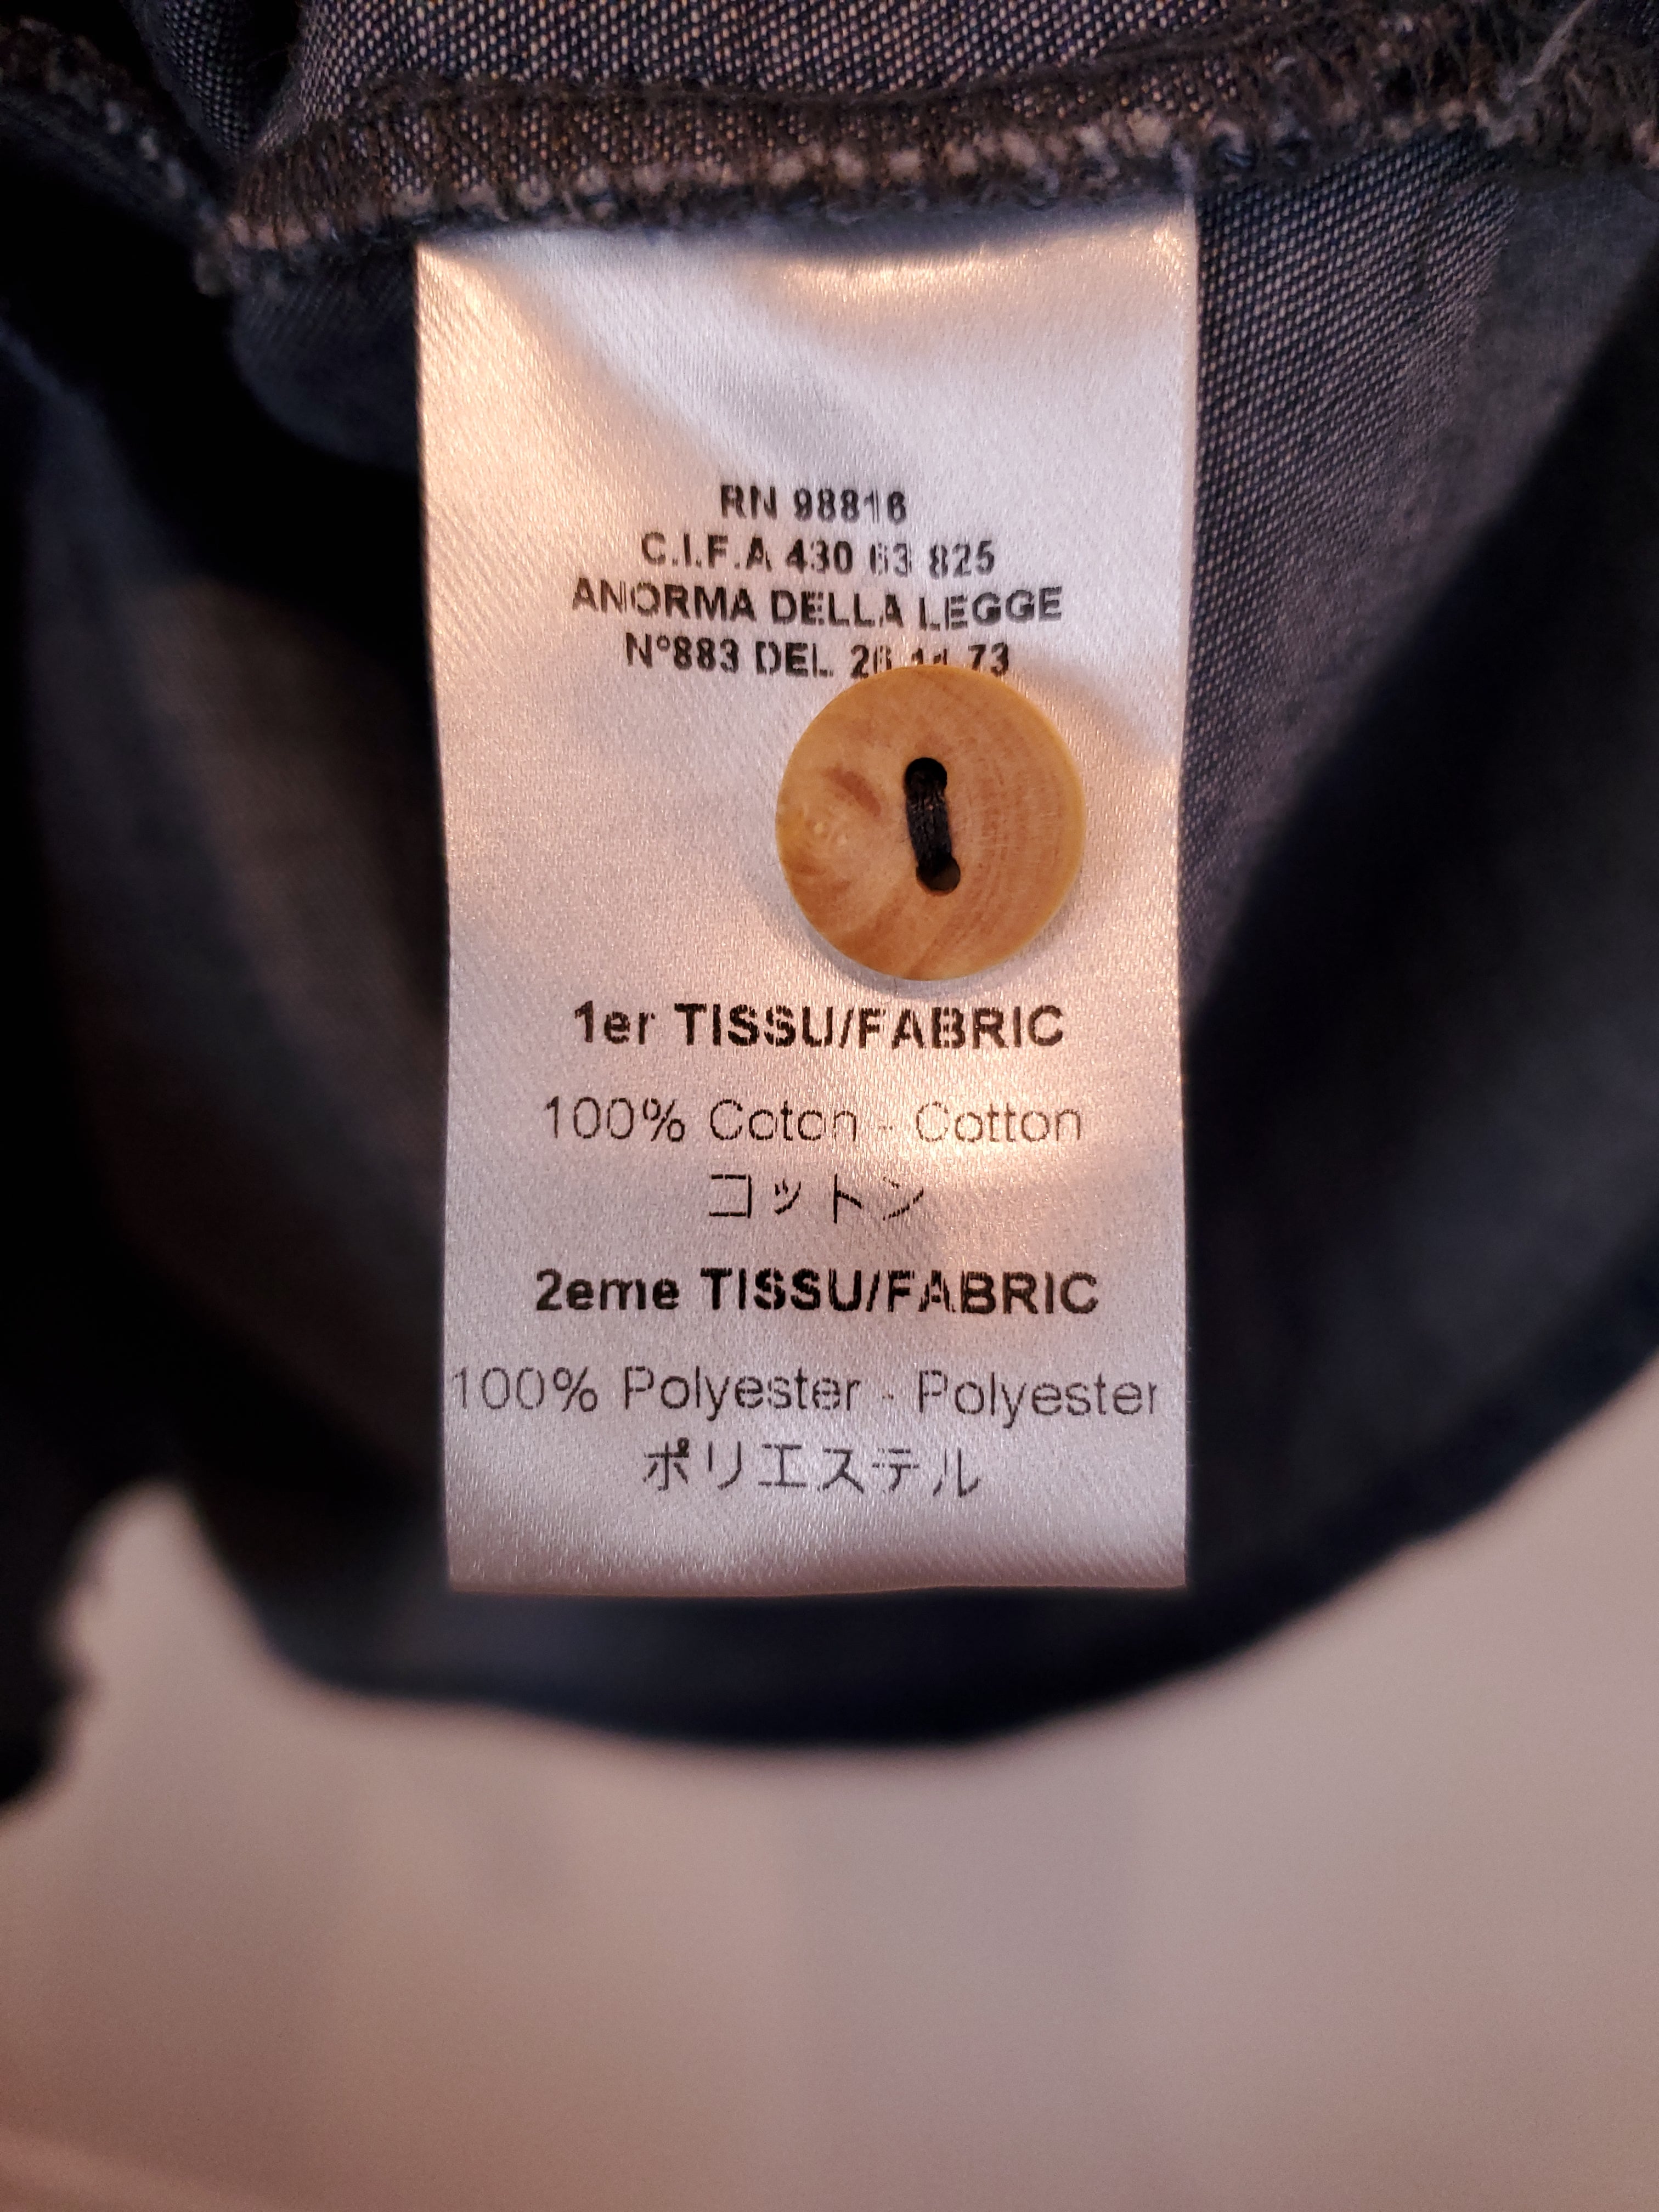 RN 98816
C.I.F.A 430 63 825
ANORMA DELLA LEGGE
N°883 DEL 26 11 73
1er TISSU/FABRIC
100% Coton - Cotton
コットン
2eme TISSU/FABRIC
100% Polyester - Polyester
ポリエステル